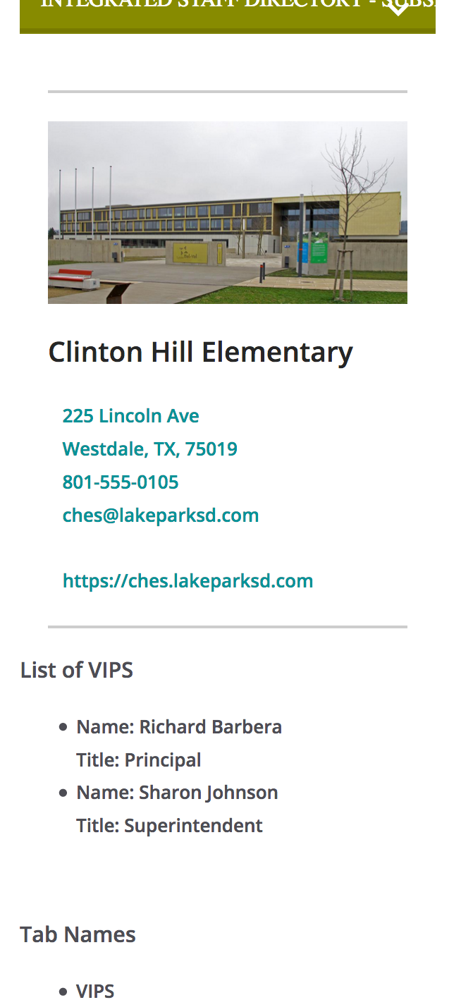 INTEGRATED STAFF DIRECTORY -
Clinton Hill Elementary
225 Lincoln Ave
Westdale, TX, 75019
801-555-0105
ches@lakeparksd.com
https://ches.lakeparksd.com
List of VIPS
Name: Richard Barbera
Title: Principal
Name: Sharon Johnson
Title: Superintendent
Tab Names
VIPS